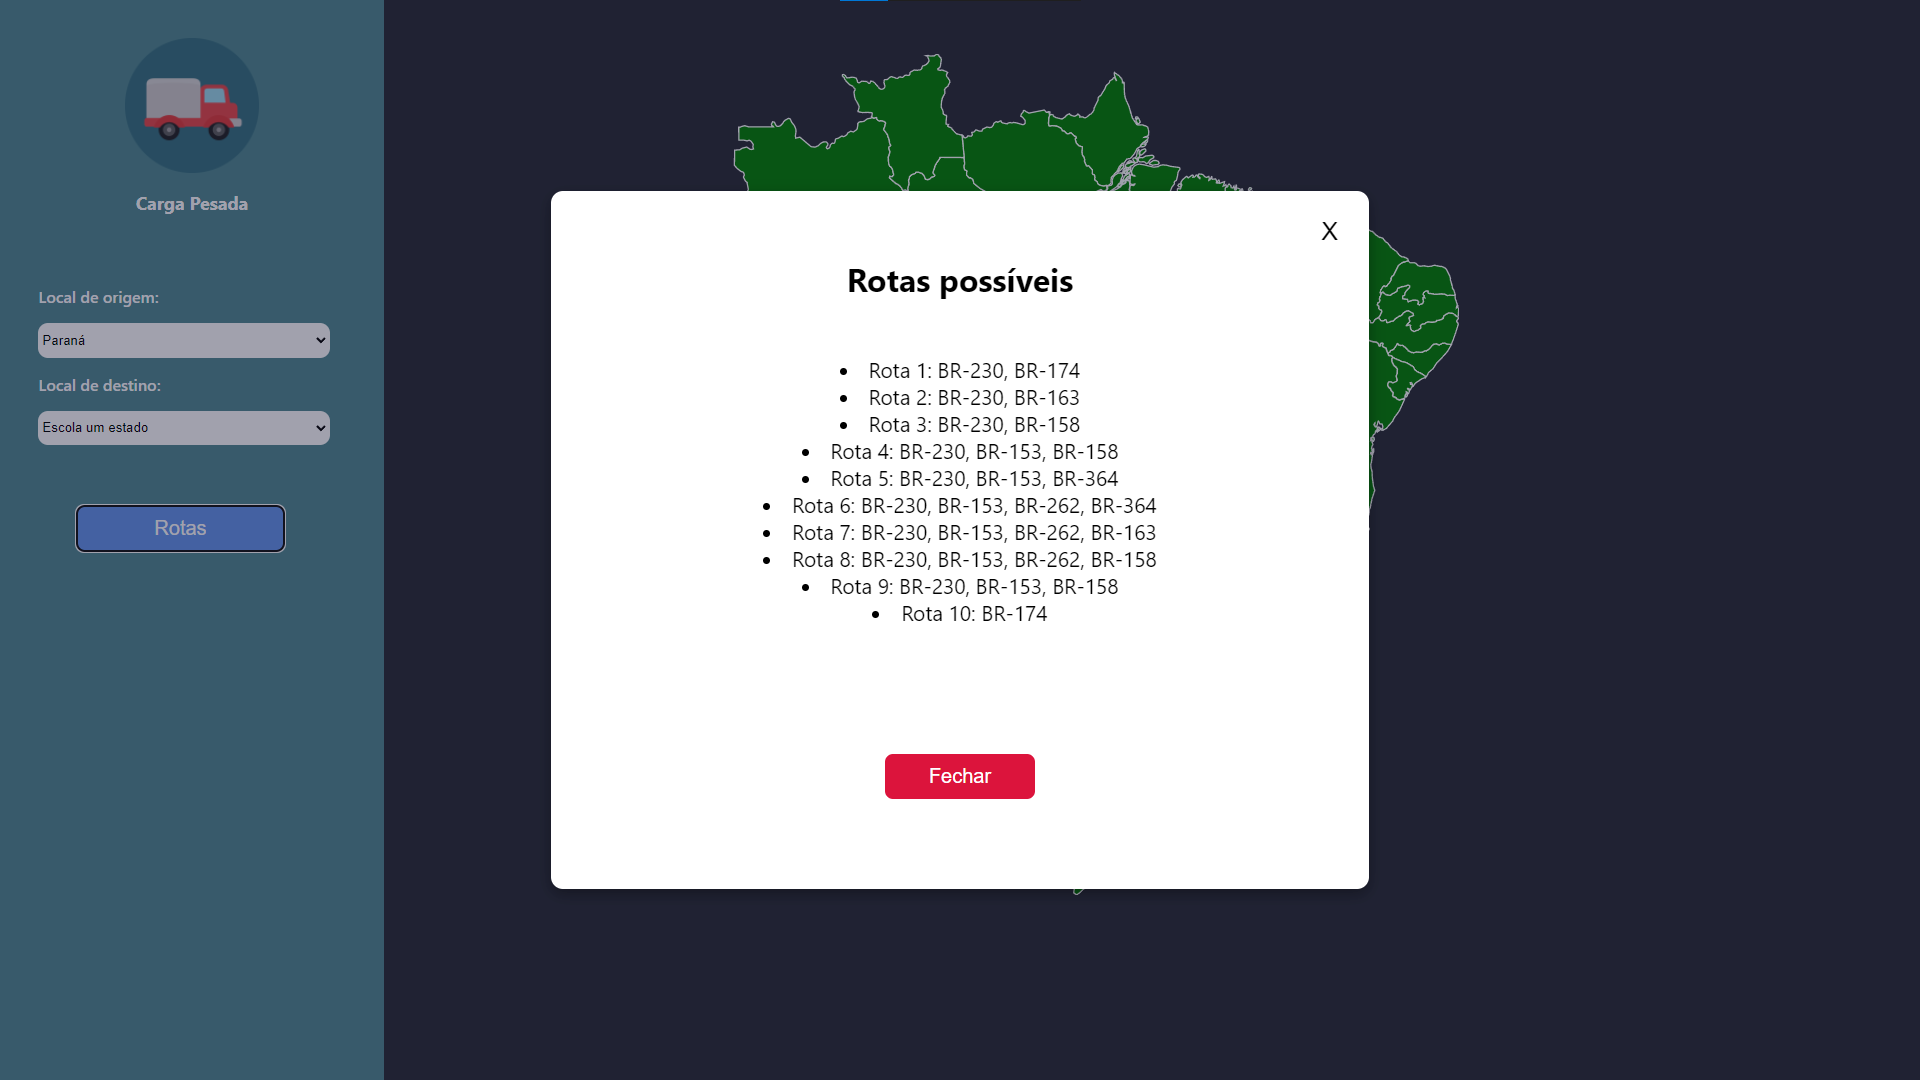 Carga Pesada
Local de origem:
Paraná
Local de destino:
Escola um estado
Rotas
X
Rotas possíveis
• Rota 1: BR-230, BR-174
• Rota 2: BR-230, BR-163
• Rota 3: BR-230, BR-158
• Rota 4: BR-230, BR-153, BR-158
• Rota 5: BR-230, BR-153, BR-364
• Rota 6: BR-230, BR-153, BR-262, BR-364
• Rota 7: BR-230, BR-153, BR-262, BR-163
• Rota 8: BR-230, BR-153, BR-262, BR-158
• Rota 9: BR-230, BR-153, BR-158
• Rota 10: BR-174
Fechar